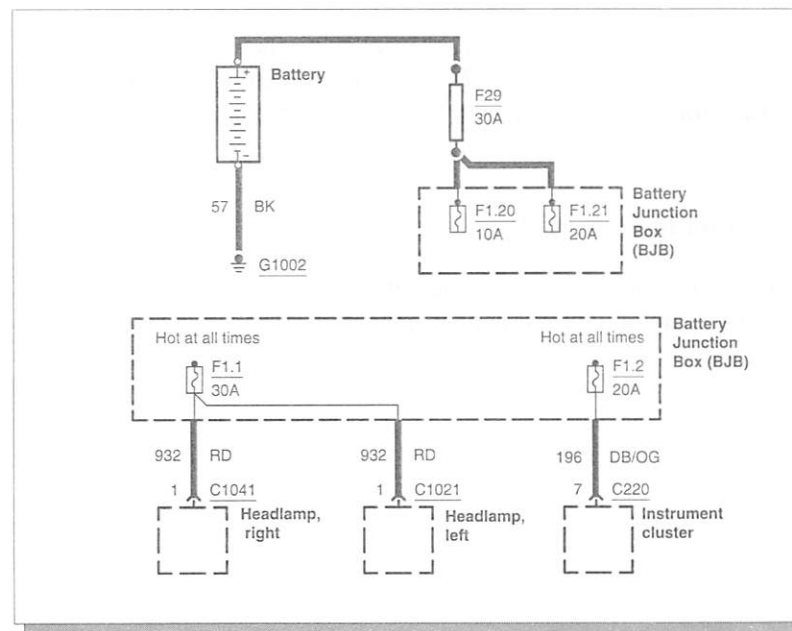 Battery
+
–
F29
30A
57 BK
G1002
F1.20
10A
F1.21
20A
Battery
Junction
Box
(BJB)
Hot at all times
F1.1
30A
Hot at all times
F1.2
20A
Battery
Junction
Box (BJB)
932 RD
932 RD
196 DB/OG
1 C1041
1 C1021
7 C220
Headlamp,
right
Headlamp,
left
Instrument
cluster